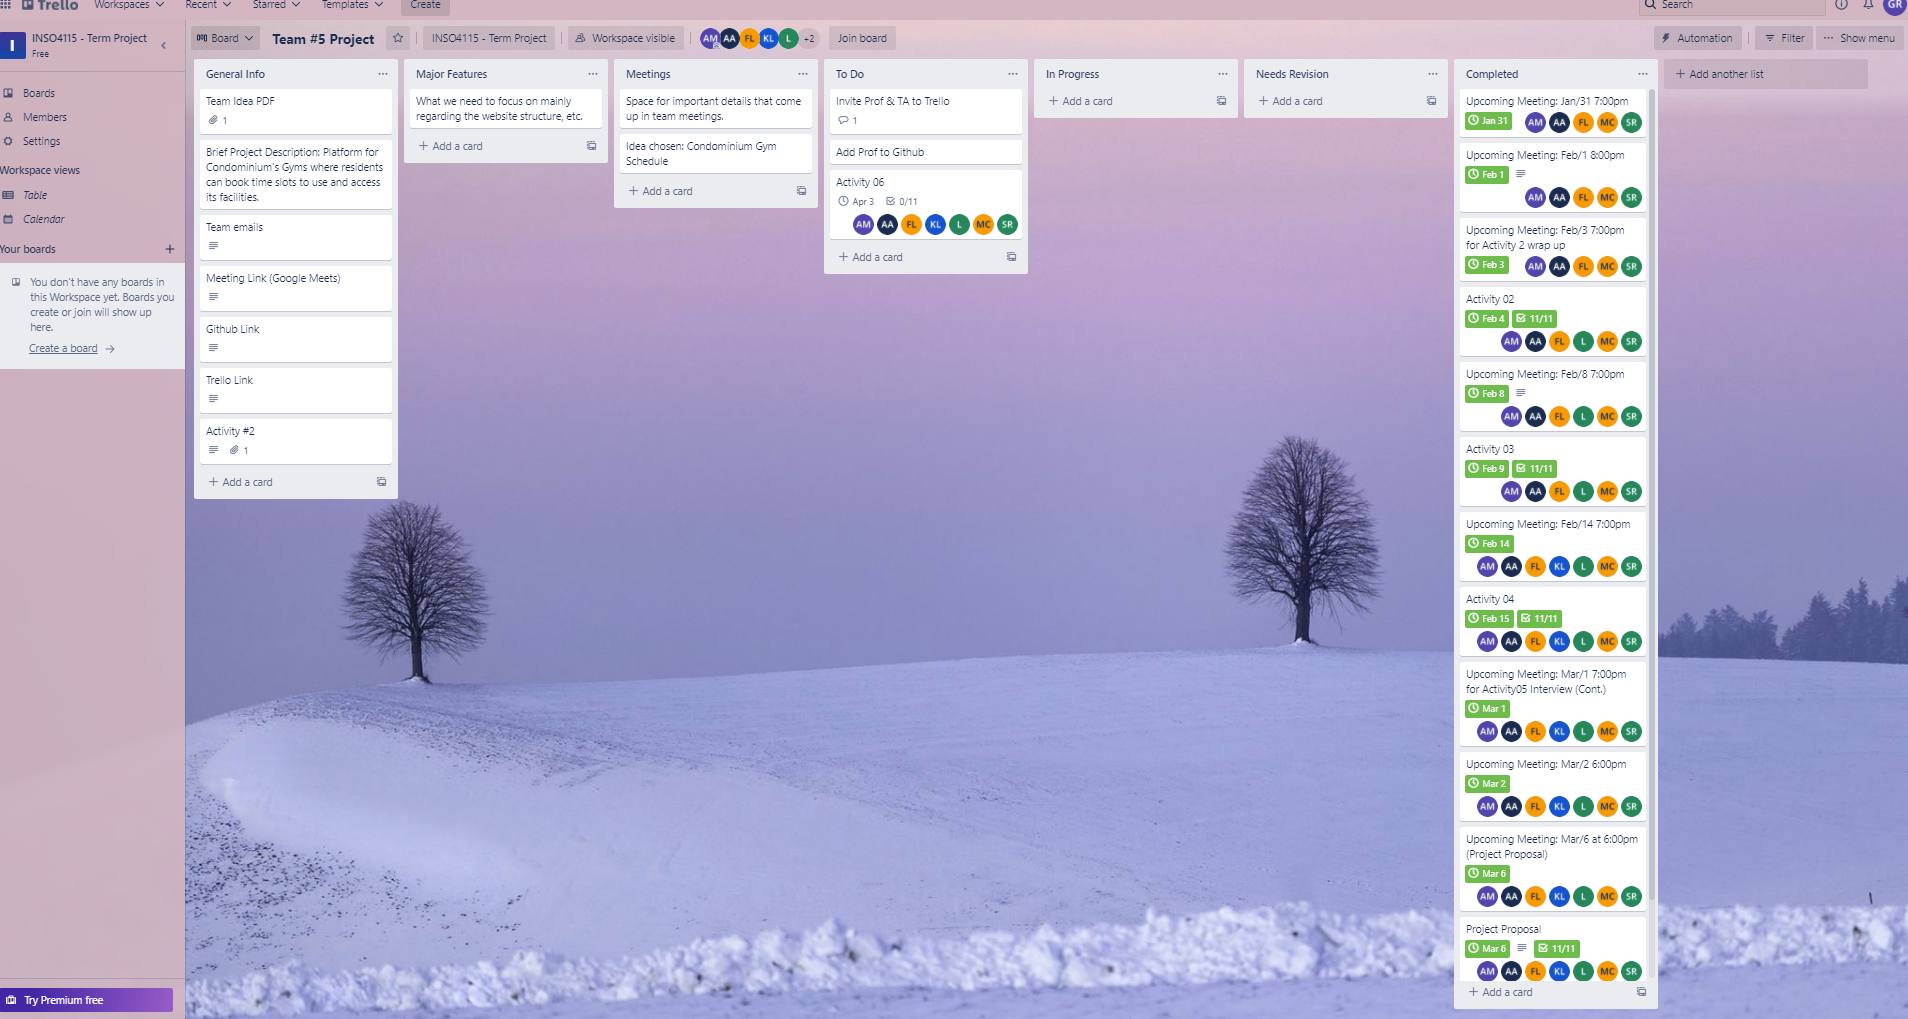 Trello
Workspaces
Recent
Starred
Templates
Create
Search
GR
I
INSO4115 - Term Project
Free
Board
Team #5 Project
INSO4115 - Term Project
Workspace visible
AM AA FL KL L +2
Join board
Automation
Filter
Show menu
Boards
Members
Settings
Workspace views
Table
Calendar
Your boards
You don't have any boards in
this Workspace yet. Boards you
create or join will show up
here.
Create a board
Try Premium free
General Info
Team Idea PDF
1
Brief Project Description: Platform for
Condominium's Gyms where residents
can book time slots to use and access
its facilities.
Team emails
Meeting Link (Google Meets)
Github Link
Trello Link
Activity #2
1
+ Add a card
Major Features
What we need to focus on mainly
regarding the website structure, etc.
+ Add a card
Meetings
Space for important details that come
up in team meetings.
Idea chosen: Condominium Gym
Schedule
+ Add a card
To Do
Invite Prof & TA to Trello
1
Add Prof to Github
Activity 06
Apr 3 0/11
AM AA FL KL L MC SR
+ Add a card
In Progress
+ Add a card
Needs Revision
+ Add a card
Completed
Upcoming Meeting: Jan/31 7:00pm
Jan 31 AM AA FL MC SR
Upcoming Meeting: Feb/1 8:00pm
Feb 1
AM AA FL MC SR
Upcoming Meeting: Feb/3 7:00pm
for Activity 2 wrap up
Feb 3 AM AA FL MC SR
Activity 02
Feb 4 11/11
AM AA FL L MC SR
Upcoming Meeting: Feb/8 7:00pm
Feb 8
AM AA FL L MC SR
Activity 03
Feb 9 11/11
AM AA FL L MC SR
Upcoming Meeting: Feb/14 7:00pm
Feb 14
AM AA FL KL L MC SR
Activity 04
Feb 15 11/11
AM AA FL KL L MC SR
Upcoming Meeting: Mar/1 7:00pm
for Activity05 Interview (Cont.)
Mar 1
AM AA FL KL L MC SR
Upcoming Meeting: Mar/2 6:00pm
Mar 2
AM AA FL KL L MC SR
Upcoming Meeting: Mar/6 at 6:00pm
(Project Proposal)
Mar 6
AM AA FL KL L MC SR
Project Proposal
Mar 6 11/11
AM AA FL KL L MC SR
+ Add a card
+ Add another list